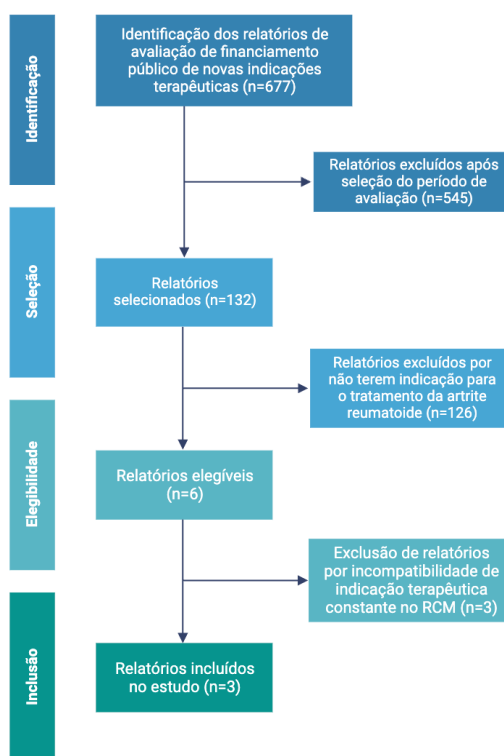 Identificação
Identificação dos relatórios de
avaliação de financiamento
público de novas indicações
terapêuticas (n=677)
Relatórios excluídos após
seleção do período de
avaliação (n=545)
Seleção
Relatórios
selecionados (n=132)
Relatórios excluídos por
não terem indicação para
o tratamento da artrite
reumatoide (n=126)
Elegibilidade
Relatórios elegíveis
(n=6)
Exclusão de relatórios
por incompatibilidade de
indicação terapêutica
constante no RCM (n=3)
Inclusão
Relatórios incluídos
no estudo (n=3)